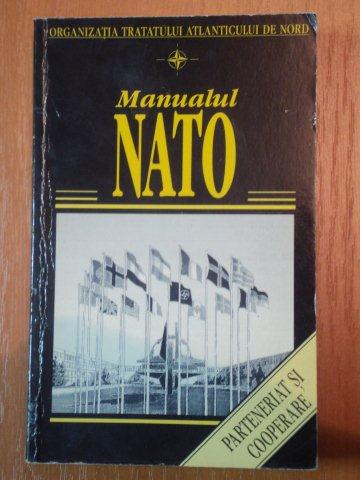 ORGANIZAȚIA TRATATULUI ATLANTICULUI DE NORD
Manualul
NATO
PARTENERIAT ȘI
COOPERARE